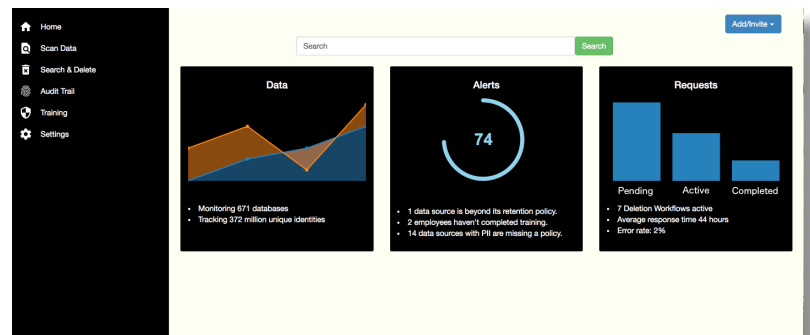 Add/Invite
Home
Scan Data
Search & Delete
Audit Trail
Training
Settings
Search
Search
Data
Monitoring 671 databases
Tracking 372 million unique identities
Alerts
74
1 data source is beyond its retention policy.
2 employees haven't completed training.
14 data sources with PII are missing a policy.
Requests
Pending Active Completed
7 Deletion Workflows active
Average response time 44 hours
Error rate: 2%